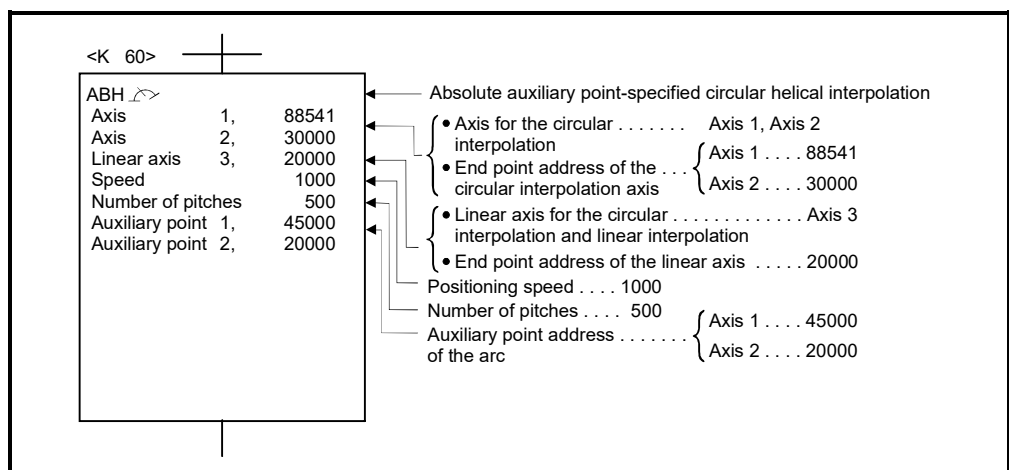 <K 60>
ABH
Axis 1, 88541
Axis 2, 30000
Linear axis 3, 20000
Speed 1000
Number of pitches 500
Auxiliary point 1, 45000
Auxiliary point 2, 20000
Absolute auxiliary point-specified circular helical interpolation
• Axis for the circular . . . . . . . Axis 1, Axis 2
interpolation
• End point address of the . . .
circular interpolation axis
Axis 1 . . . . 88541
Axis 2 . . . . 30000
• Linear axis for the circular . . . . . . . . . . . . . Axis 3
interpolation and linear interpolation
• End point address of the linear axis . . . . . 20000
Positioning speed . . . . 1000
Number of pitches . . . . 500
Auxiliary point address . . . . . . .
of the arc
Axis 1 . . . . 45000
Axis 2 . . . . 20000